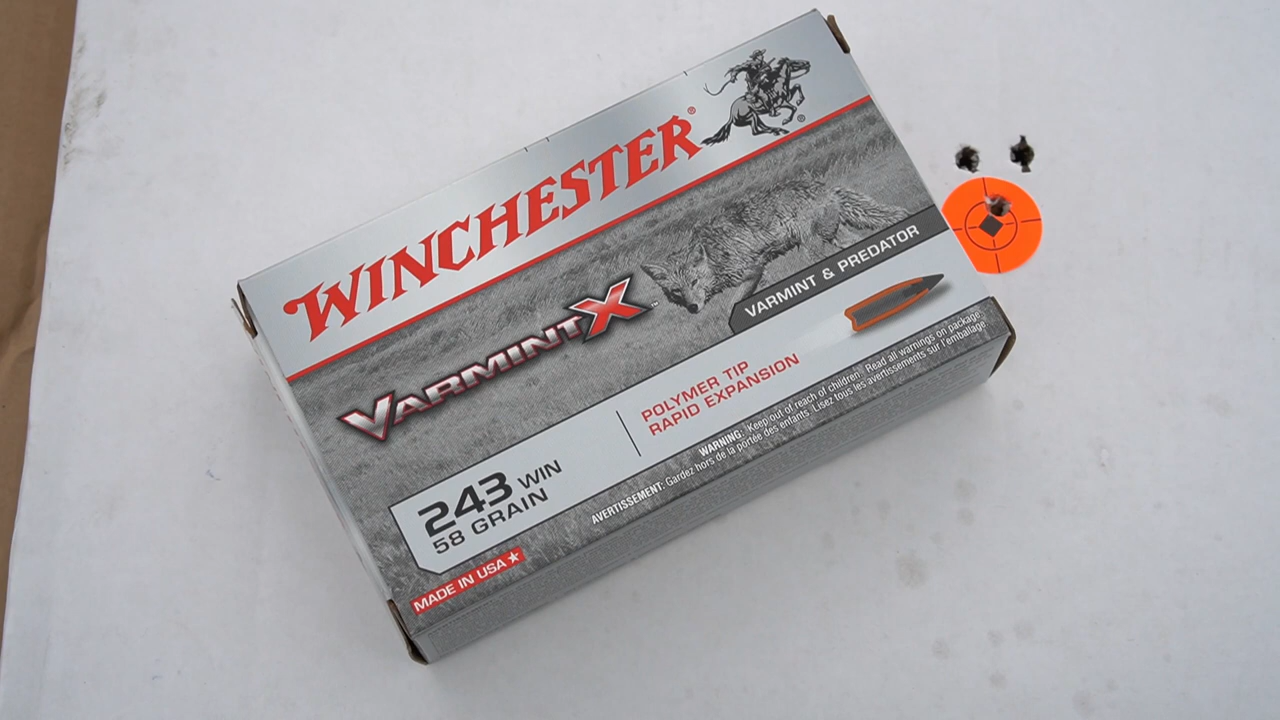 WINCHESTER®
®
VARMINT X™
VARMINT & PREDATOR
POLYMER TIP
RAPID EXPANSION
243 WIN
58 GRAIN
MADE IN USA
WARNING: Keep out of reach of children. Read all warnings on package.
AVERTISSEMENT: Gardez hors de la portée des enfants. Lisez tous les avertissements sur l'emballage